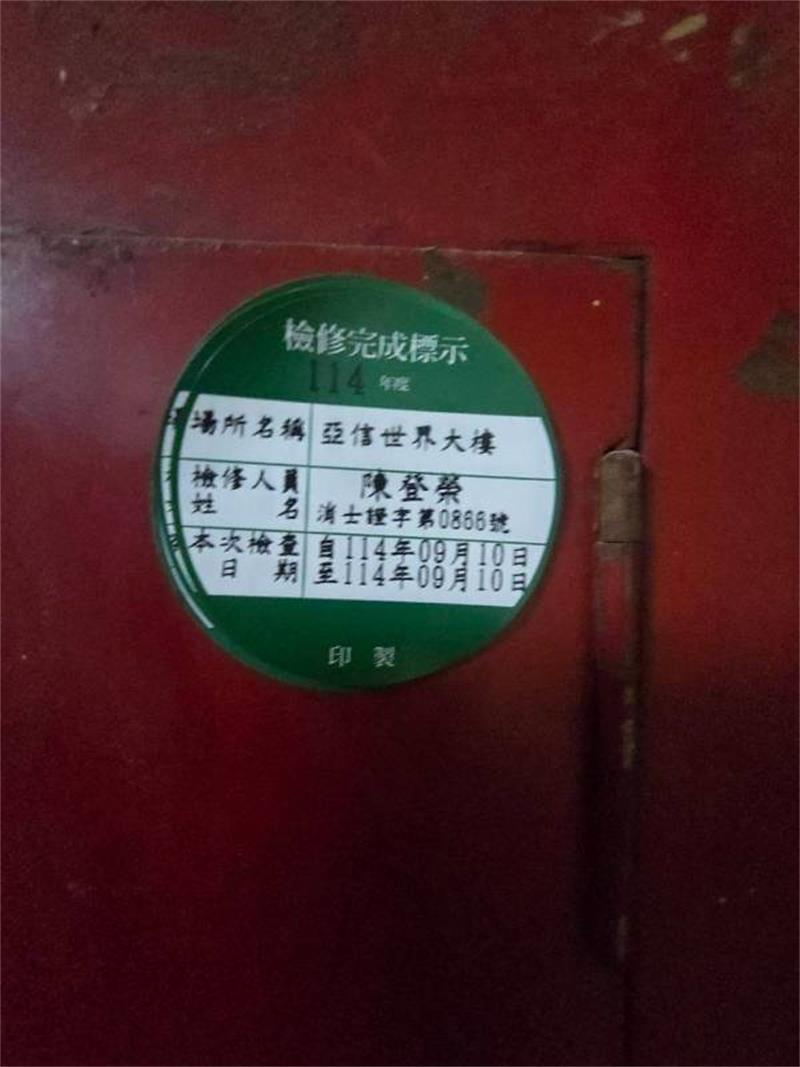 檢修完成標示
114 年度
場所名稱 亞信世界大樓
檢修人員 陳登榮
姓名 消士證字第0866號
本次檢查 自114年09月10日
日期 至114年09月10日
印製